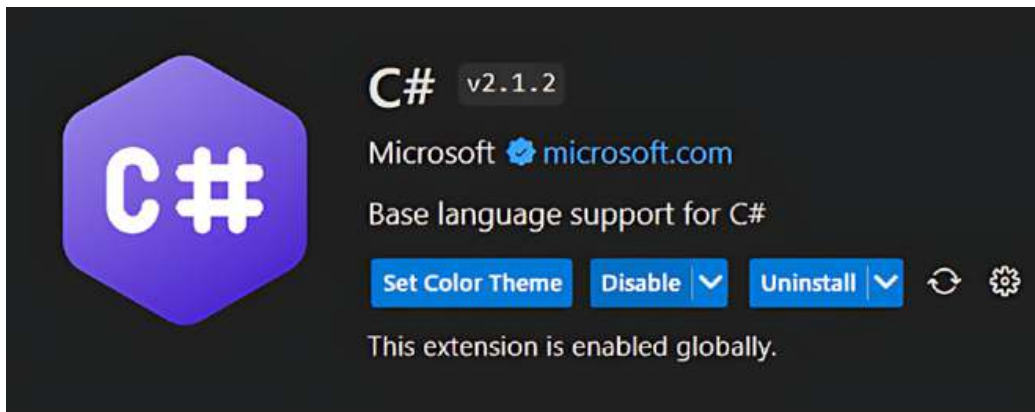 C#
C# v2.1.2
Microsoft microsoft.com
Base language support for C#
Set Color Theme Disable Uninstall
This extension is enabled globally.